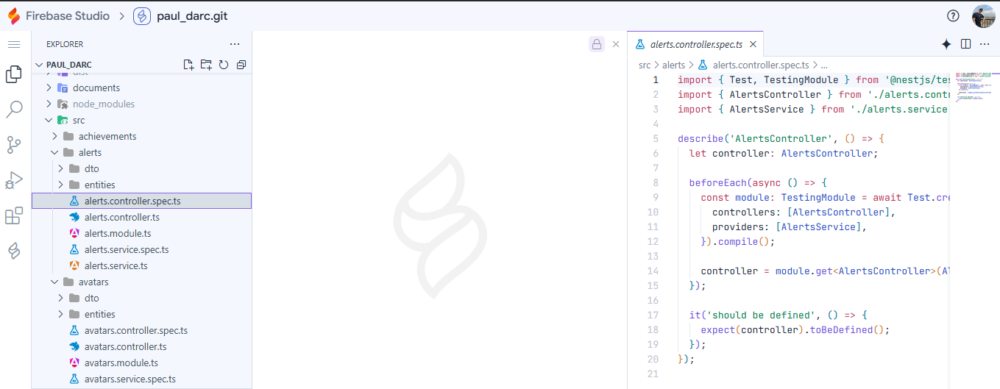 Firebase Studio > paul_darc.git
EXPLORER
PAUL_DARC
dist
documents
node_modules
src
achievements
alerts
dto
entities
alerts.controller.spec.ts
alerts.controller.ts
alerts.module.ts
alerts.service.spec.ts
alerts.service.ts
avatars
dto
entities
avatars.controller.spec.ts
avatars.controller.ts
avatars.module.ts
avatars.service.spec.ts
alerts.controller.spec.ts
src > alerts > alerts.controller.spec.ts > ...
1 import { Test, TestingModule } from '@nestjs/tes
2 import { AlertsController } from './alerts.contr
3 import { AlertsService } from './alerts.service
4
5 describe('AlertsController', () => {
6 let controller: AlertsController;
7
8 beforeEach(async () => {
9 const module: TestingModule = await Test.cre
10 controllers: [AlertsController],
11 providers: [AlertsService],
12 }).compile();
13
14 controller = module.get<AlertsController>(Al
15 });
16
17 it('should be defined', () => {
18 expect(controller).toBeDefined();
19 });
20 });
21